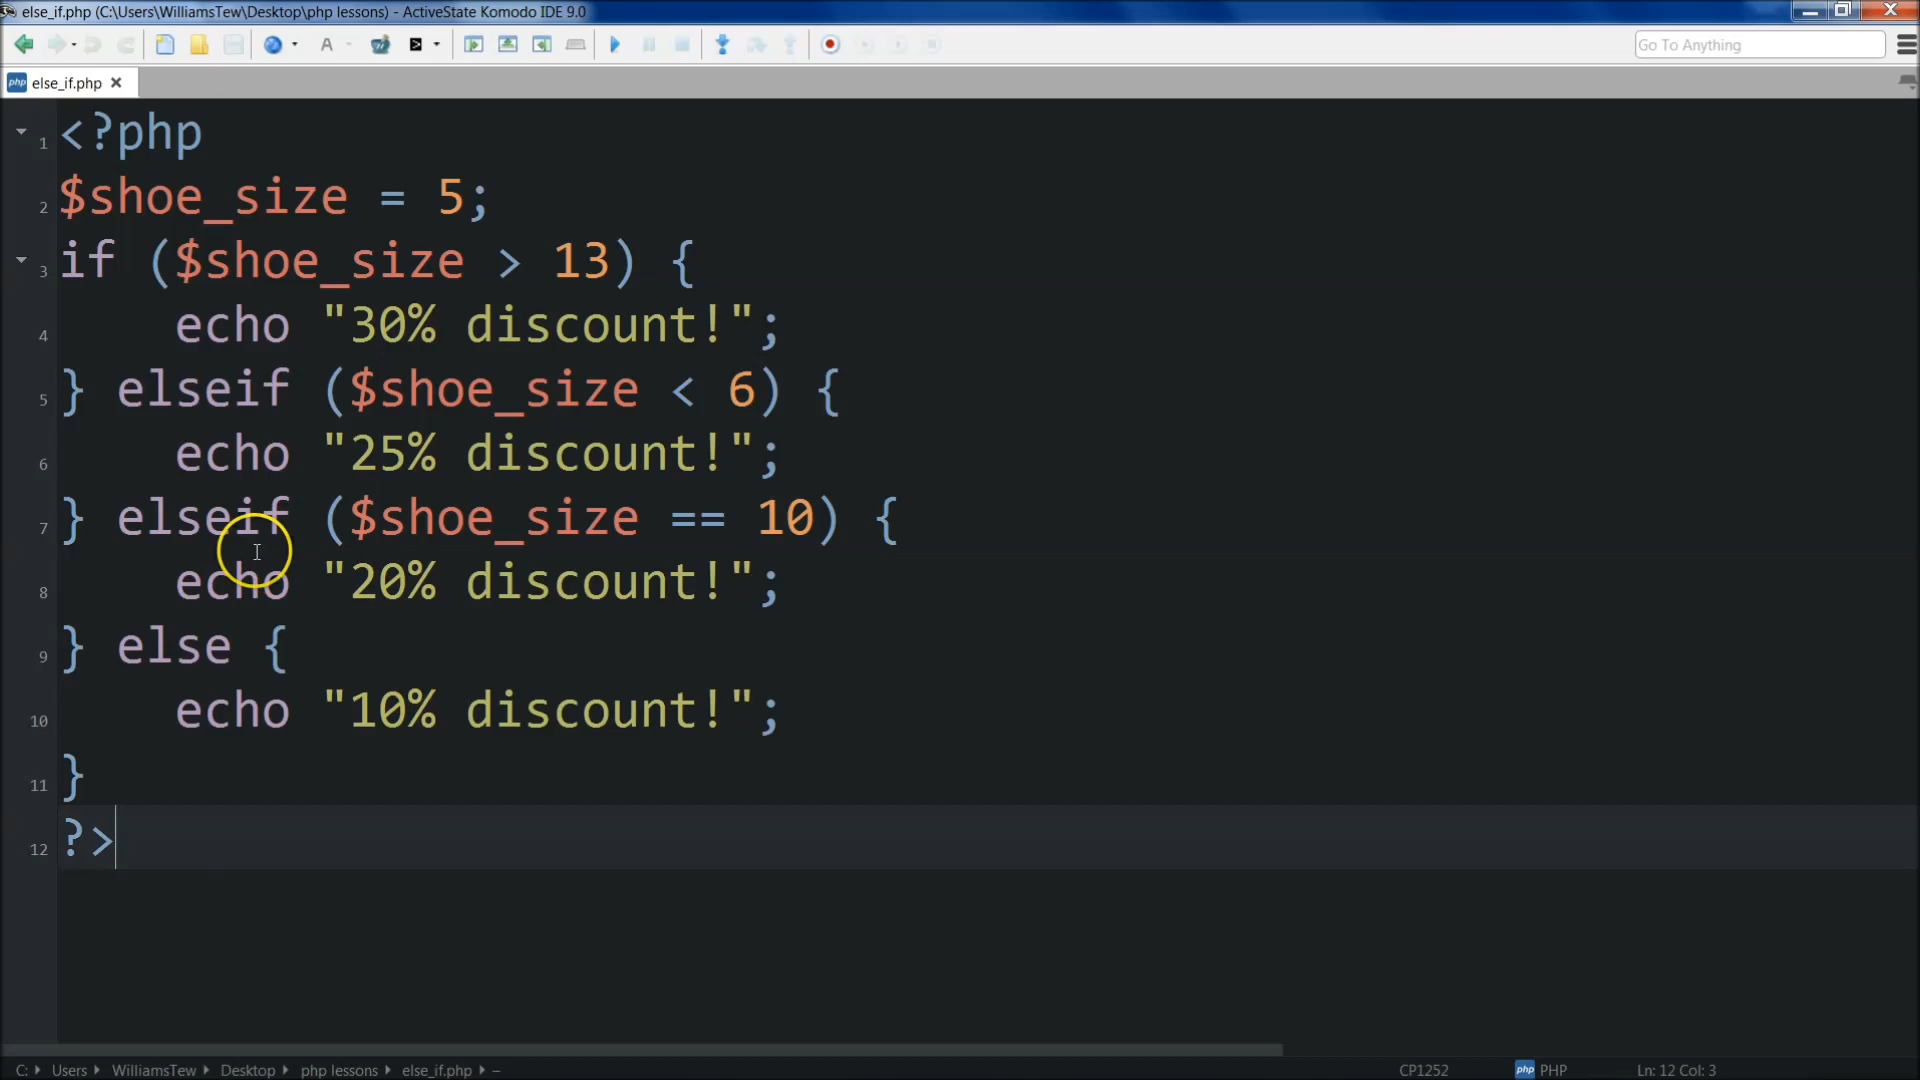 else_if.php (C:\Users\WilliamsTew\Desktop\php lessons) - ActiveState Komodo IDE 9.0
Go To Anything
php else_if.php
1 <?php
2 $shoe_size = 5;
3 if ($shoe_size > 13) {
4 echo "30% discount!";
5 } elseif ($shoe_size < 6) {
6 echo "25% discount!";
7 } elseif ($shoe_size == 10) {
8 echo "20% discount!";
9 } else {
10 echo "10% discount!";
11 }
12 ?>
C: Users WilliamsTew Desktop php lessons else_if.php – CP1252 php PHP Ln: 12 Col: 3